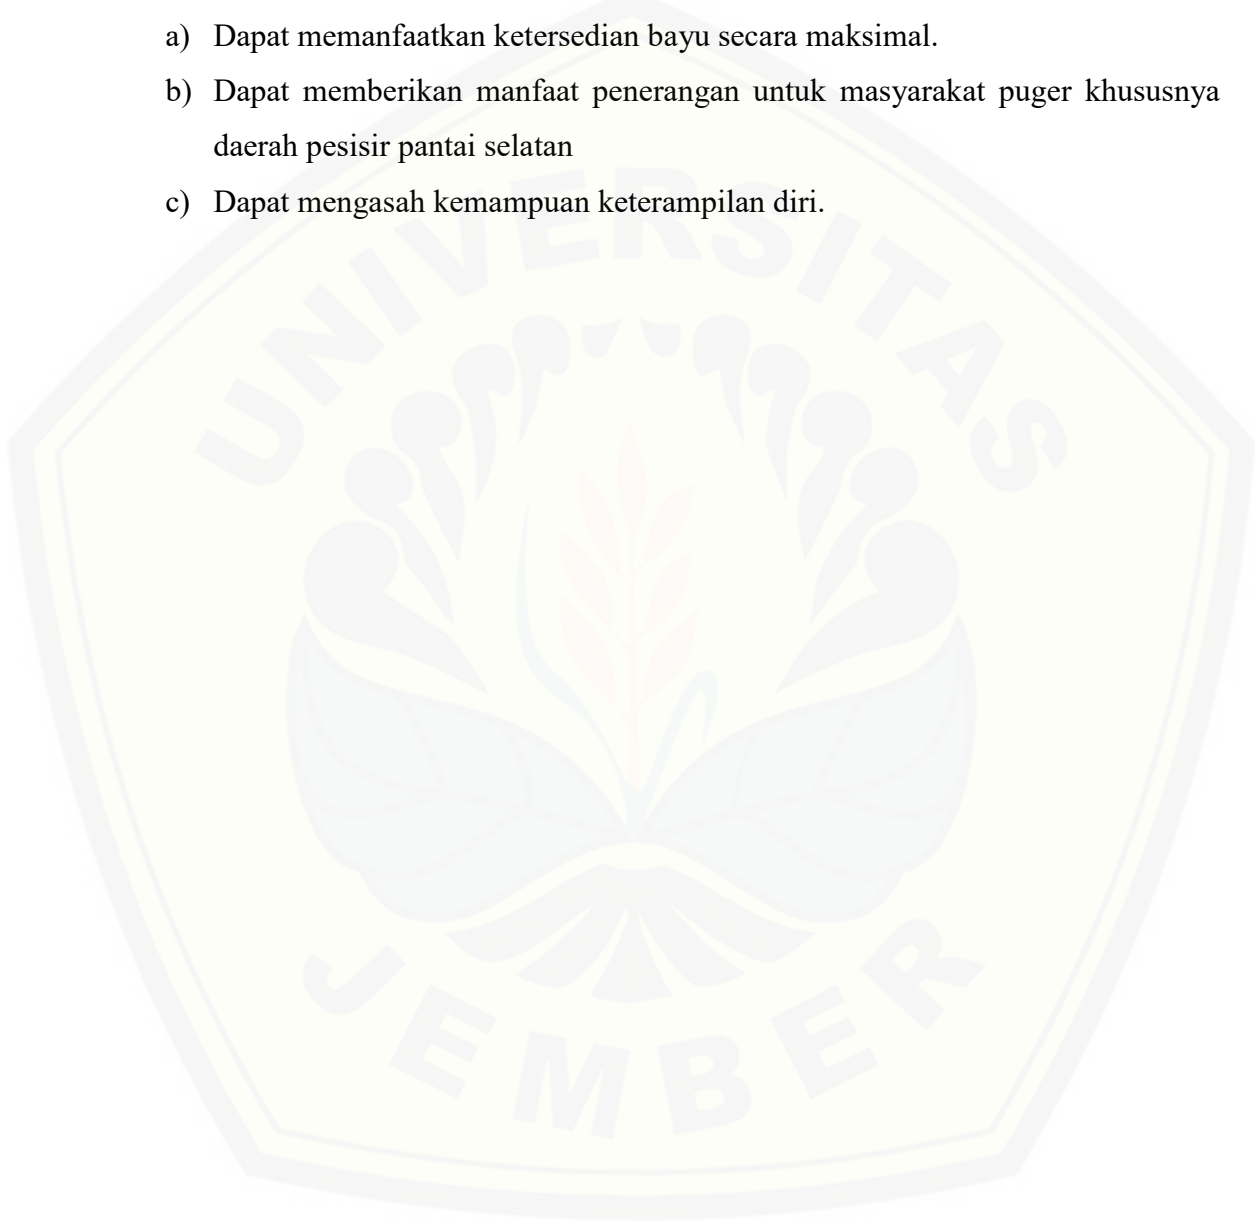 a) Dapat memanfaatkan ketersedian bayu secara maksimal.
b) Dapat memberikan manfaat penerangan untuk masyarakat puger khususnya
daerah pesisir pantai selatan
c) Dapat mengasah kemampuan keterampilan diri.
UNIVERSITAS
JEMBER